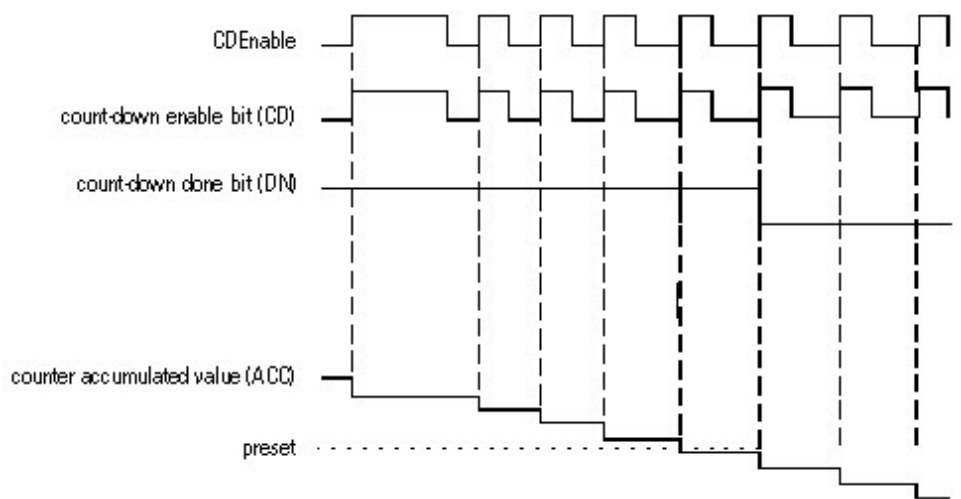 CDEnable
count-down enable bit (CD)
count-down done bit (DN)
counter accumulated value (ACC)
preset